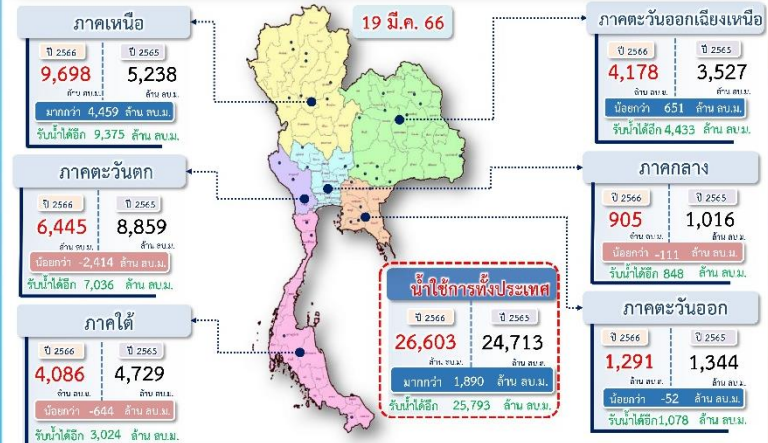 19 มี.ค. 66
ภาคเหนือ
ปี 2566 ปี 2565
9,698 5,238
ล้าน ลบ.ม. ล้าน ลบ.ม.
มากกว่า 4,459 ล้าน ลบ.ม.
รับน้ำได้อีก 9,375 ล้าน ลบ.ม.
ภาคตะวันตก
ปี 2566 ปี 2565
6,445 8,859
ล้าน ลบ.ม. ล้าน ลบ.ม.
น้อยกว่า -2,414 ล้าน ลบ.ม.
รับน้ำได้อีก 7,036 ล้าน ลบ.ม.
ภาคใต้
ปี 2566 ปี 2565
4,086 4,729
ล้าน ลบ.ม. ล้าน ลบ.ม.
น้อยกว่า -644 ล้าน ลบ.ม.
รับน้ำได้อีก 3,024 ล้าน ลบ.ม.
น้ำใช้การทั้งประเทศ
ปี 2566 ปี 2565
26,603 24,713
ล้าน ลบ.ม. ล้าน ลบ.ม.
มากกว่า 1,890 ล้าน ลบ.ม.
รับน้ำได้อีก 25,793 ล้าน ลบ.ม.
ภาคตะวันออกเฉียงเหนือ
ปี 2566 ปี 2565
4,178 3,527
ล้าน ลบ.ม. ล้าน ลบ.ม.
น้อยกว่า 651 ล้าน ลบ.ม.
รับน้ำได้อีก 4,433 ล้าน ลบ.ม.
ภาคกลาง
ปี 2566 ปี 2565
905 1,016
ล้าน ลบ.ม. ล้าน ลบ.ม.
น้อยกว่า -111 ล้าน ลบ.ม.
รับน้ำได้อีก 848 ล้าน ลบ.ม.
ภาคตะวันออก
ปี 2566 ปี 2565
1,291 1,344
ล้าน ลบ.ม. ล้าน ลบ.ม.
น้อยกว่า -52 ล้าน ลบ.ม.
รับน้ำได้อีก1,078 ล้าน ลบ.ม.